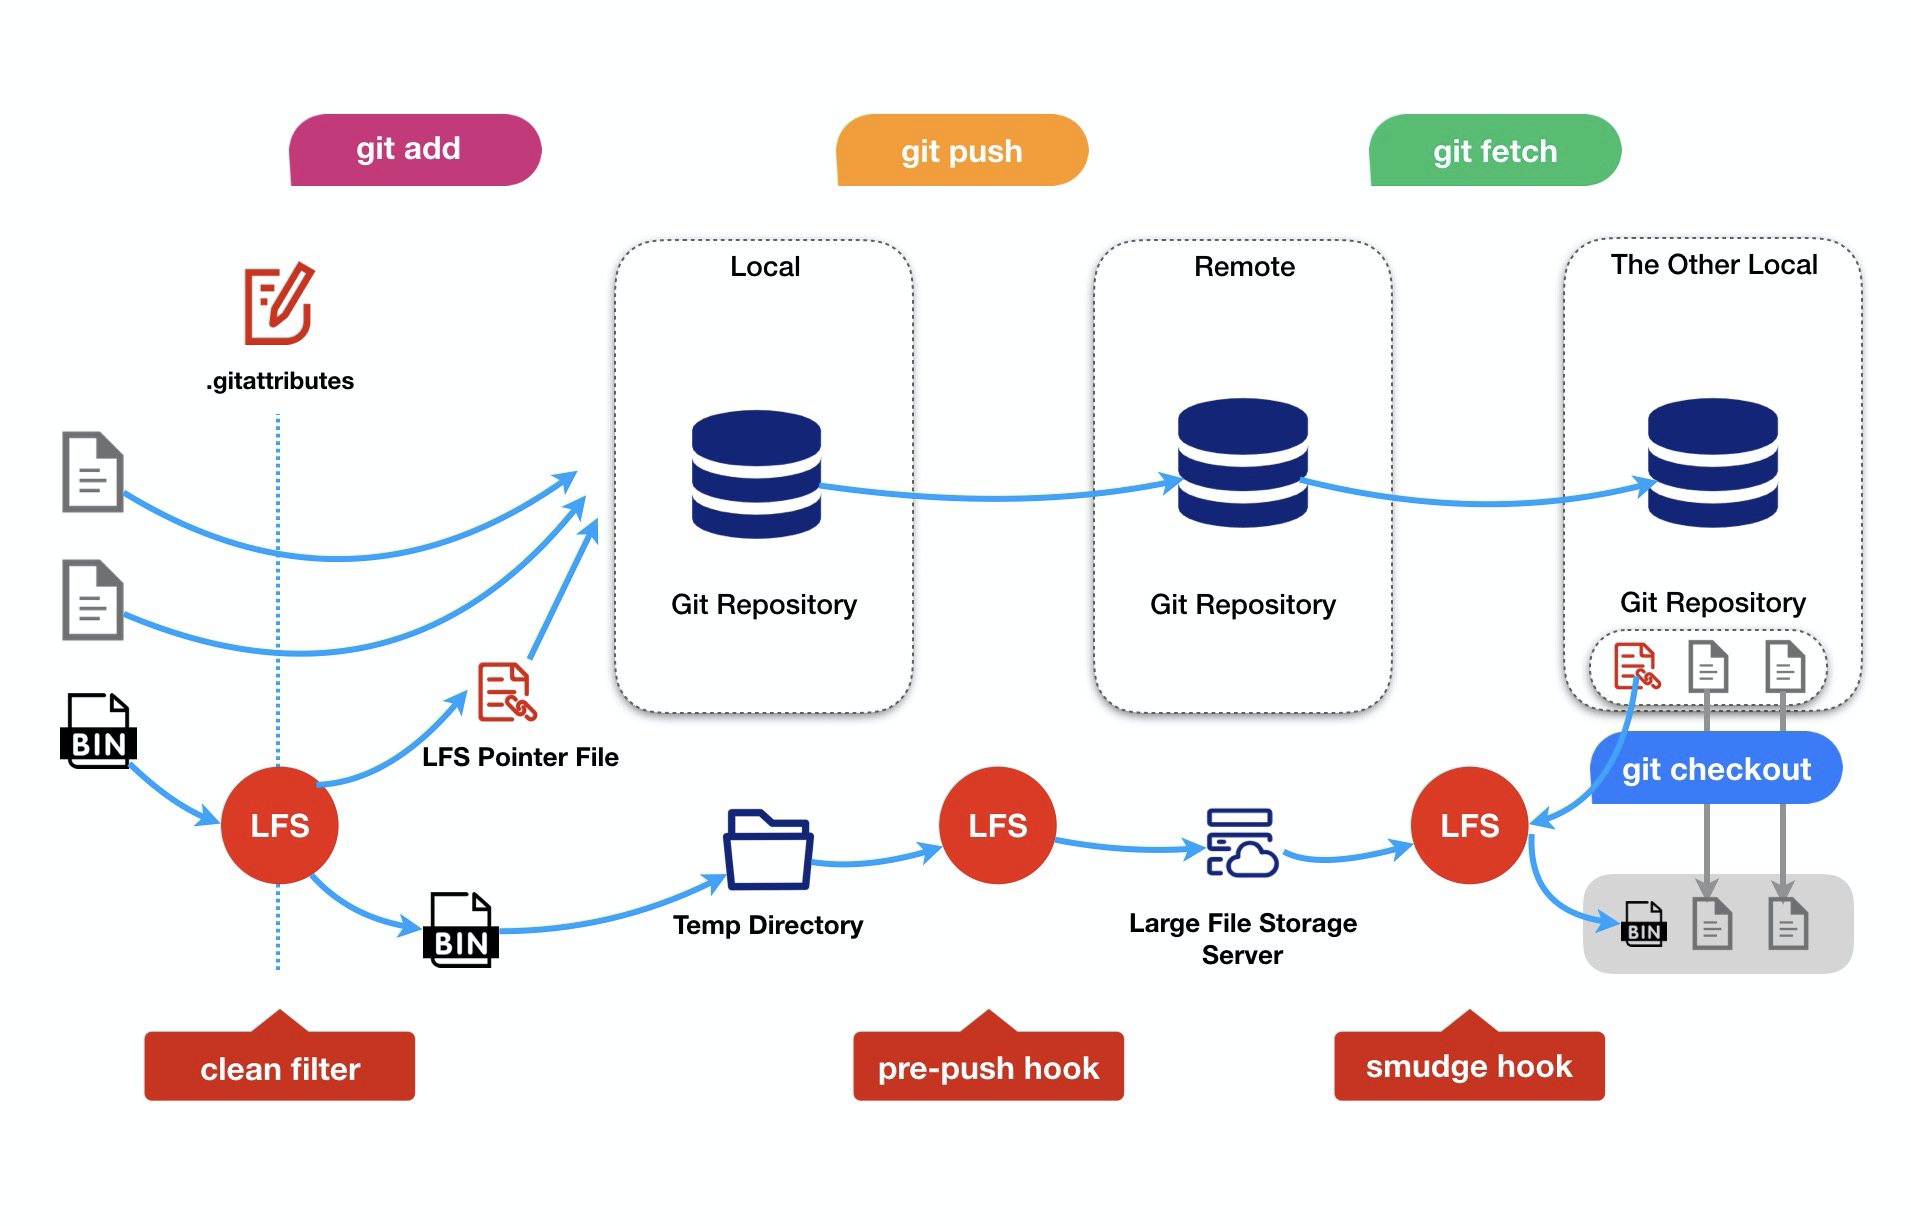 git add
git push
git fetch
Local
Remote
The Other Local
.gitattributes
Git Repository
Git Repository
Git Repository
BIN
LFS Pointer File
git checkout
LFS
LFS
LFS
BIN
Temp Directory
Large File Storage
Server
BIN
clean filter
pre-push hook
smudge hook